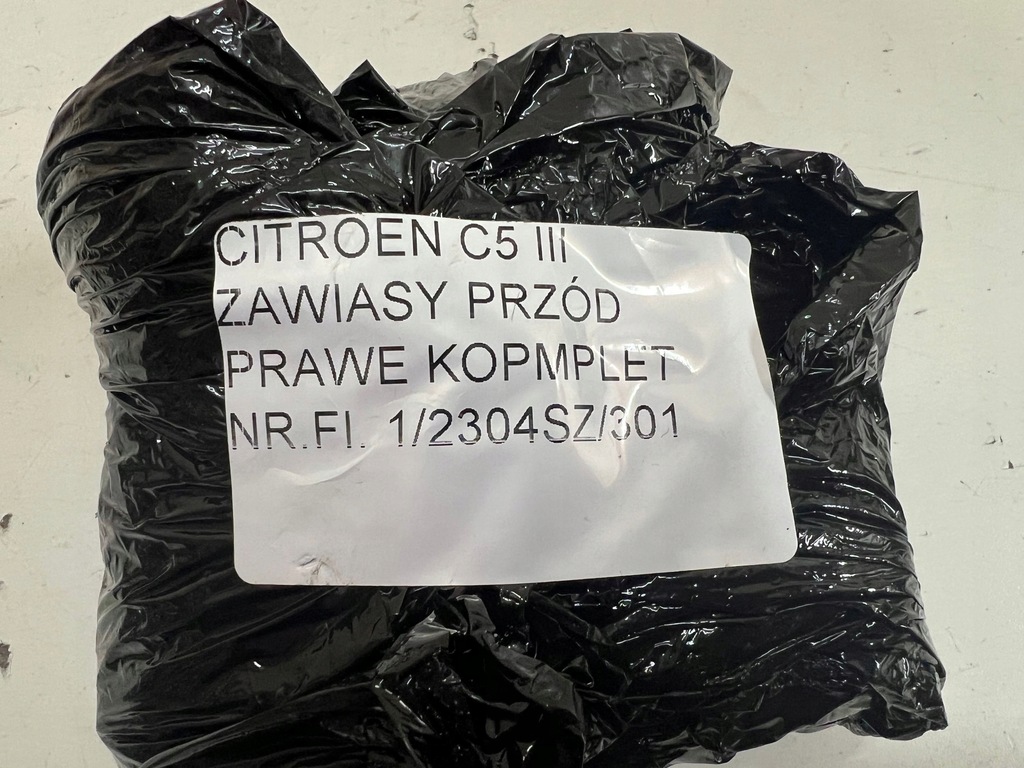 CITROEN C5 III
ZAWIASY PRZÓD
PRAWE KOPMPLET
NR.FI. 1/2304SZ/301